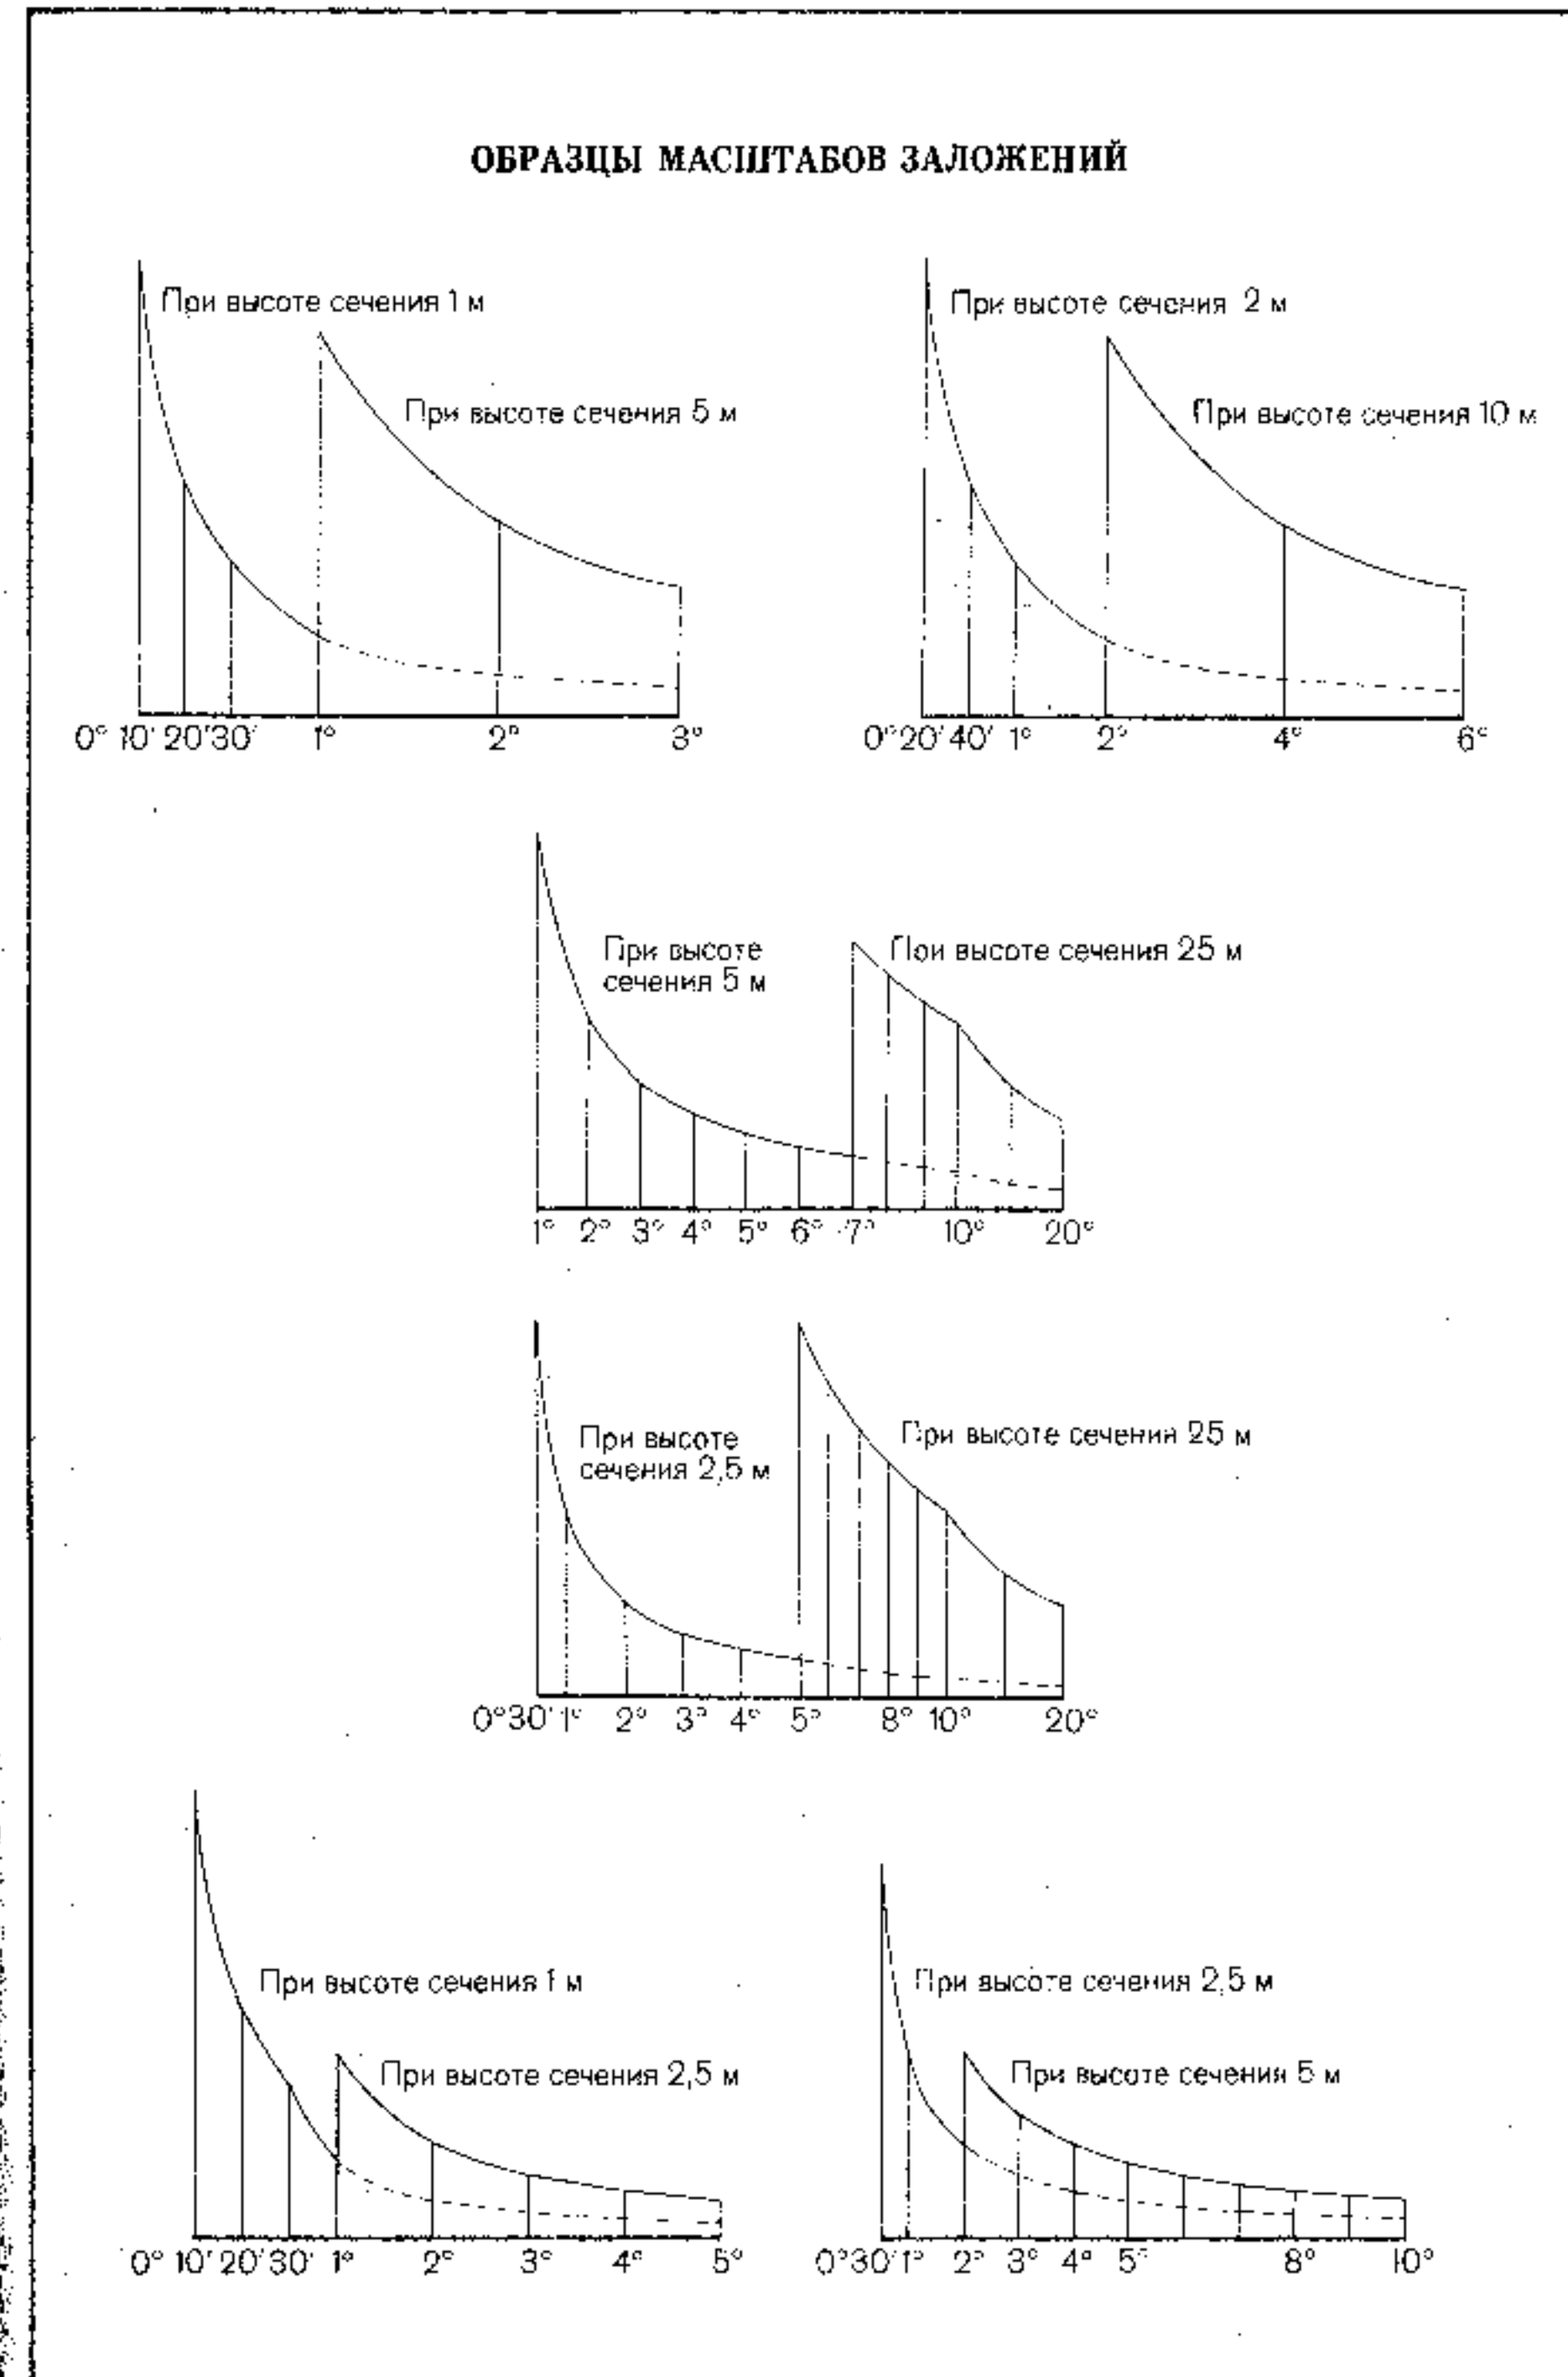 ОБРАЗЦЫ МАСШТАБОВ ЗАЛОЖЕНИЙ
При высоте сечения 1 м
При высоте сечения 5 м
0° 10' 20' 30' 1° 2° 3°
При высоте сечения 2 м
При высоте сечения 10 м
0° 20' 40' 1° 2° 4° 6°
При высоте
сечения 5 м
При высоте сечения 25 м
1° 2° 3° 4° 5° 6° 7° 10° 20°
При высоте
сечения 2,5 м
При высоте сечения 25 м
0°30' 1° 2° 3° 4° 5° 8° 10° 20°
При высоте сечения 1 м
При высоте сечения 2,5 м
0° 10' 20' 30' 1° 2° 3° 4° 5°
При высоте сечения 2,5 м
При высоте сечения 5 м
0°30' 1° 2° 3° 4° 5° 8° 10°